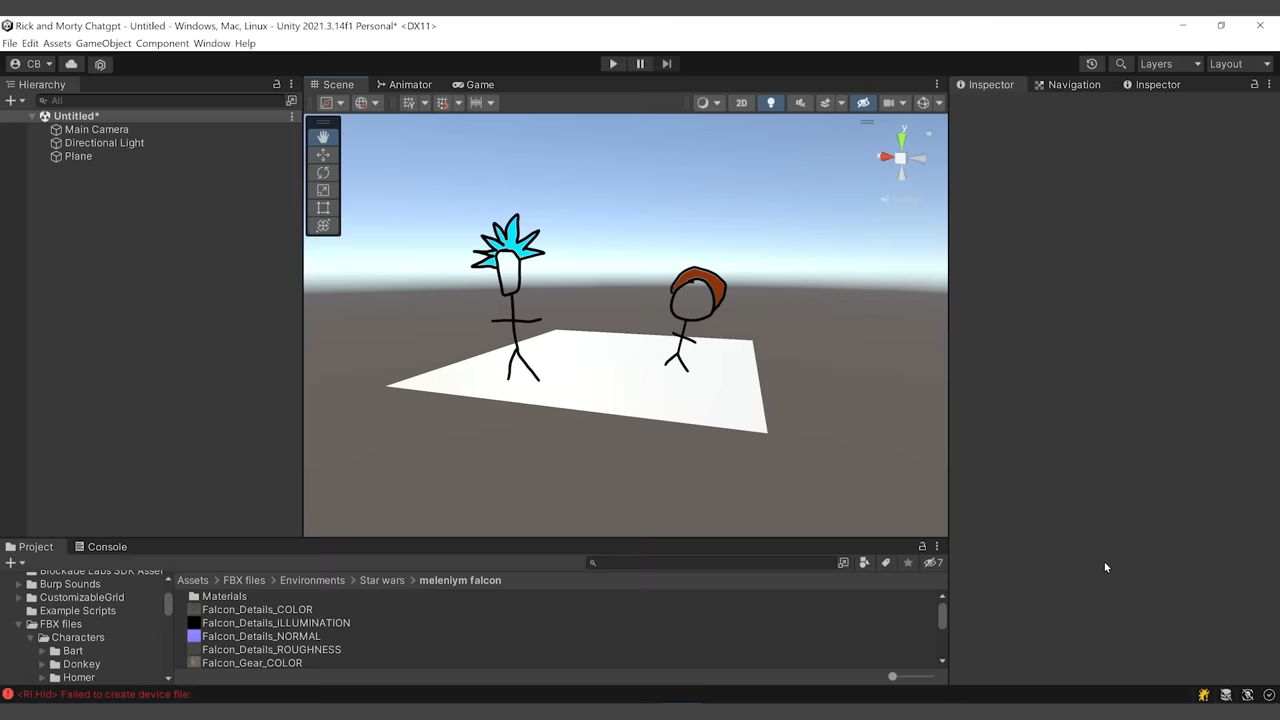 Rick and Morty Chatgpt - Untitled - Windows, Mac, Linux - Unity 2021.3.14f1 Personal* <DX11>
File Edit Assets GameObject Component Window Help
CB
Layers
Layout
Hierarchy
Scene
Animator
Game
Inspector
Navigation
Inspector
All
2D
Untitled*
Main Camera
Directional Light
Plane
y
x
Project
Console
7
Blockade Labs SDK Asset
Burp Sounds
CustomizableGrid
Example Scripts
FBX files
Characters
Bart
Donkey
Homer
Assets
FBX files
Environments
Star wars
meleniym falcon
Materials
Falcon_Details_COLOR
Falcon_Details_ILLUMINATION
Falcon_Details_NORMAL
Falcon_Details_ROUGHNESS
Falcon_Gear_COLOR
<RI.Hid> Failed to create device file: